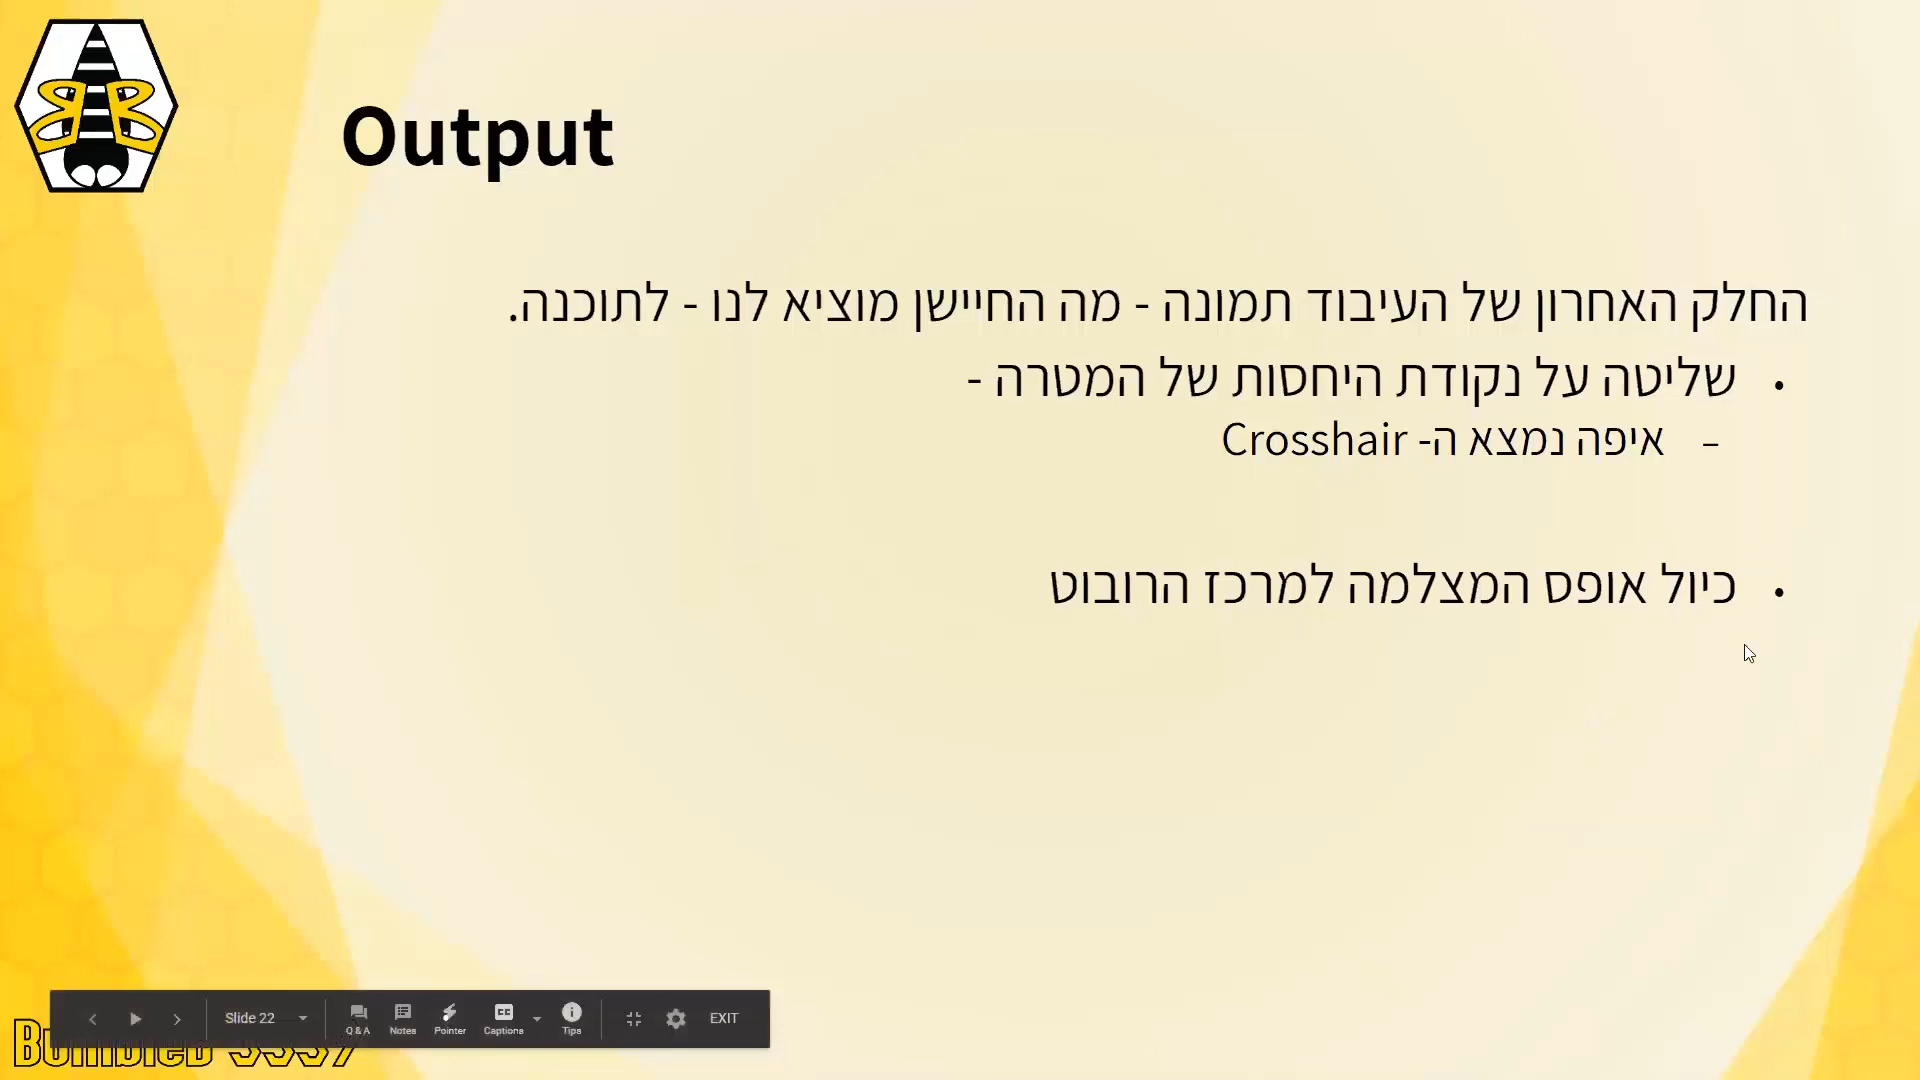 Output
החלק האחרון של העיבוד תמונה - מה החיישן מוציא לנו - לתוכנה.
• שליטה על נקודת היחסות של המטרה -
– איפה נמצא ה- Crosshair
• כיול אופס המצלמה למרכז הרובוט
Slide 22
Q & A
Notes
Pointer
CC
Captions
Tips
EXIT